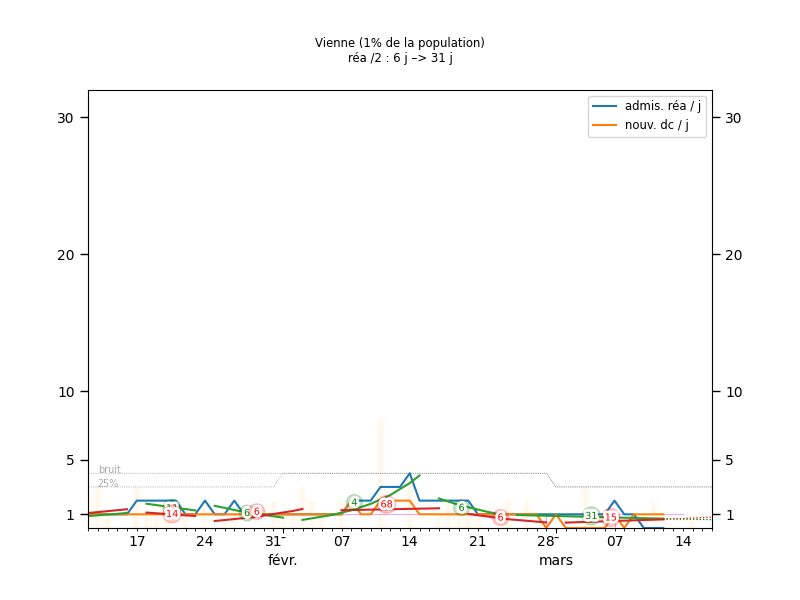 Vienne (1% de la population)
réa /2 : 6 j –> 31 j
admis. réa / j
nouv. dc / j
30 30
20 20
10 10
5 5
1 1
bruit
25%
14 6 6 4 68 6 6 31 15
17 24 31- 07 14 21 28- 07 14
févr. mars